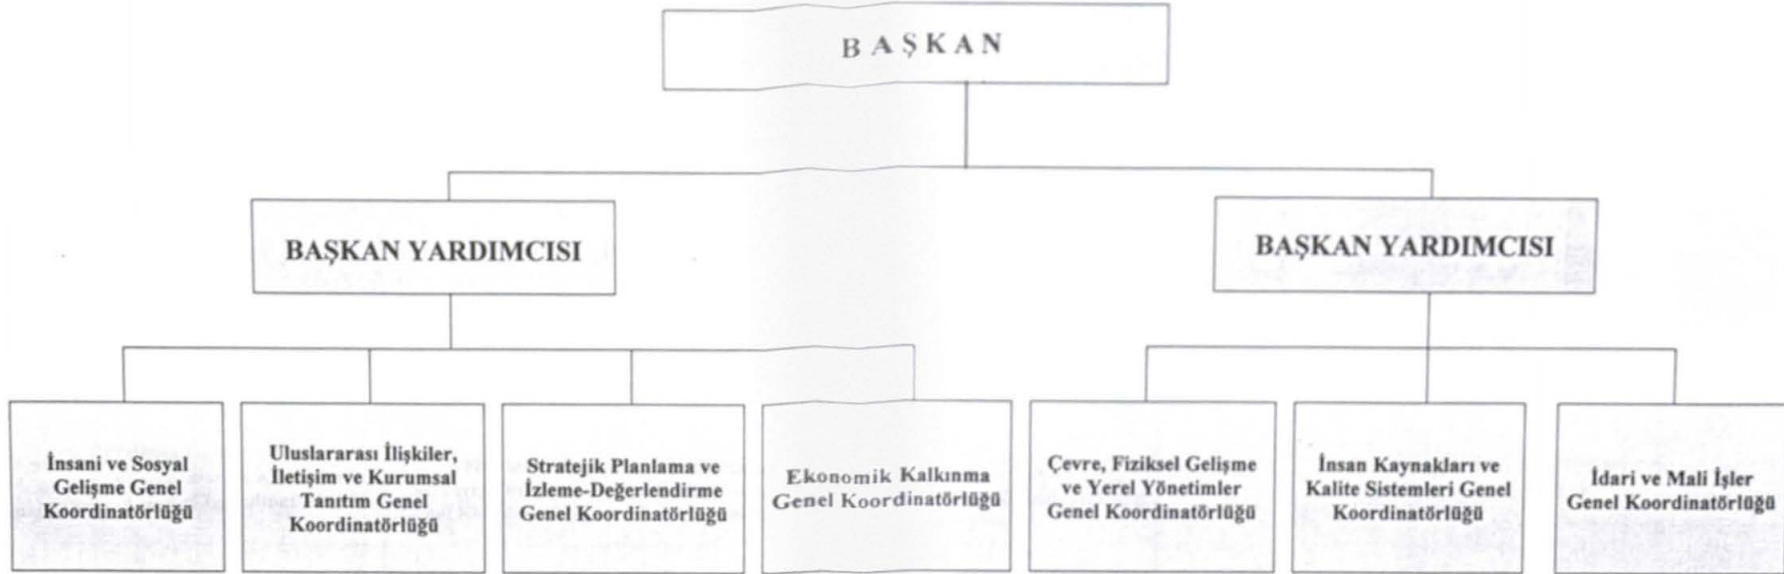 BAŞKAN
BAŞKAN YARDIMCISI
BAŞKAN YARDIMCISI
İnsani ve Sosyal
Gelişme Genel
Koordinatörlüğü
Uluslararası İlişkiler,
İletişim ve Kurumsal
Tanıtım Genel
Koordinatörlüğü
Stratejik Planlama ve
İzleme-Değerlendirme
Genel Koordinatörlüğü
Ekonomik Kalkınma
Genel Koordinatörlüğü
Çevre, Fiziksel Gelişme
ve Yerel Yönetimler
Genel Koordinatörlüğü
İnsan Kaynakları ve
Kalite Sistemleri Genel
Koordinatörlüğü
İdari ve Mali İşler
Genel Koordinatörlüğü